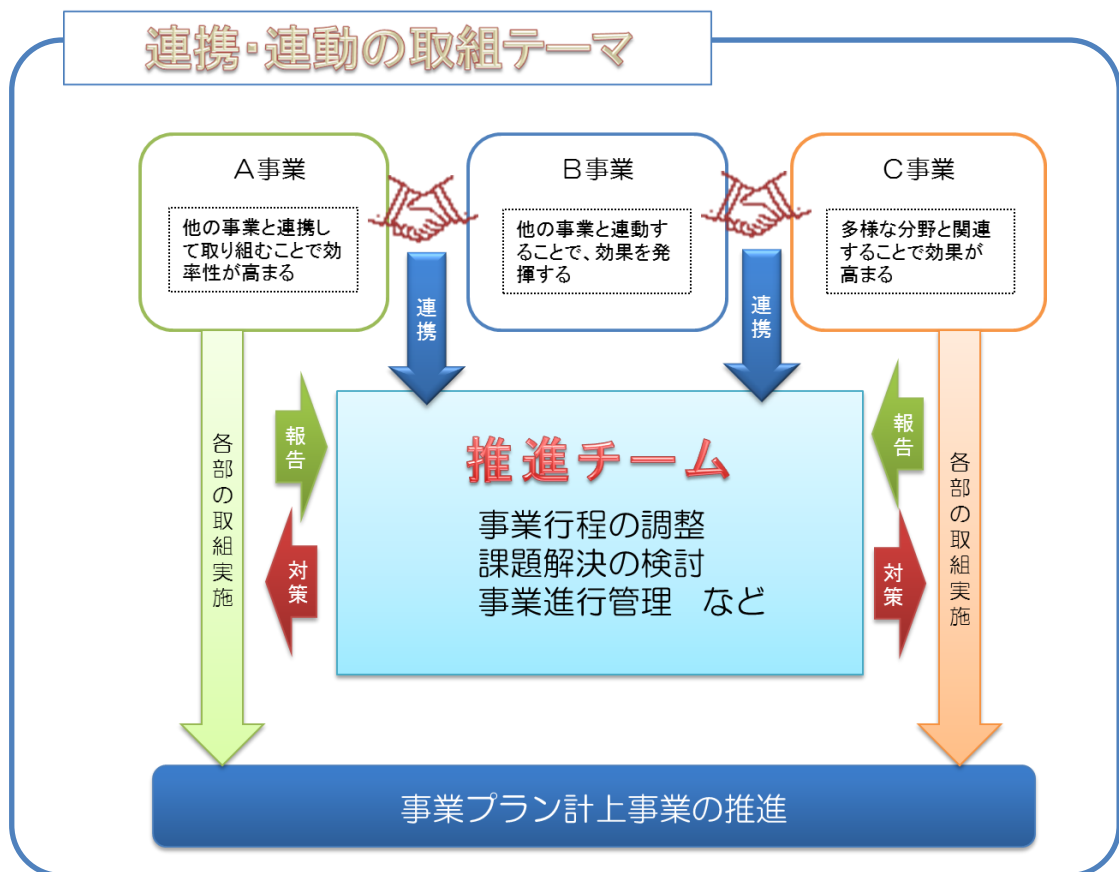 連携・連動の取組テーマ
A事業
他の事業と連携し
て取り組むことで効
率性が高まる
B事業
他の事業と連動す
ることで、効果を発
揮する
C事業
多様な分野と関連
することで効果が
高まる
連携
連携
各部の取組実施
報告
対策
推進チーム
事業行程の調整
課題解決の検討
事業進行管理　など
報告
対策
各部の取組実施
事業プラン計上事業の推進